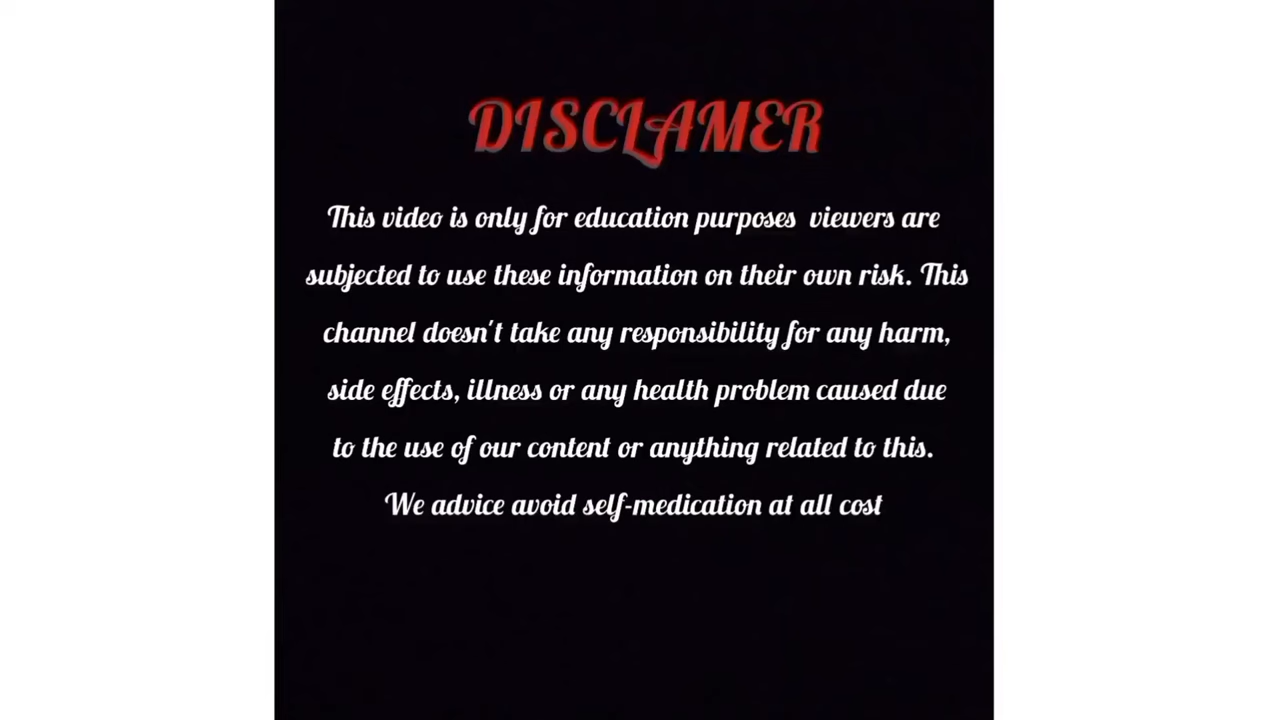 DISCLAMER
This video is only for education purposes viewers are
subjected to use these information on their own risk. This
channel doesn't take any responsibility for any harm,
side effects, illness or any health problem caused due
to the use of our content or anything related to this.
We advice avoid self-medication at all cost